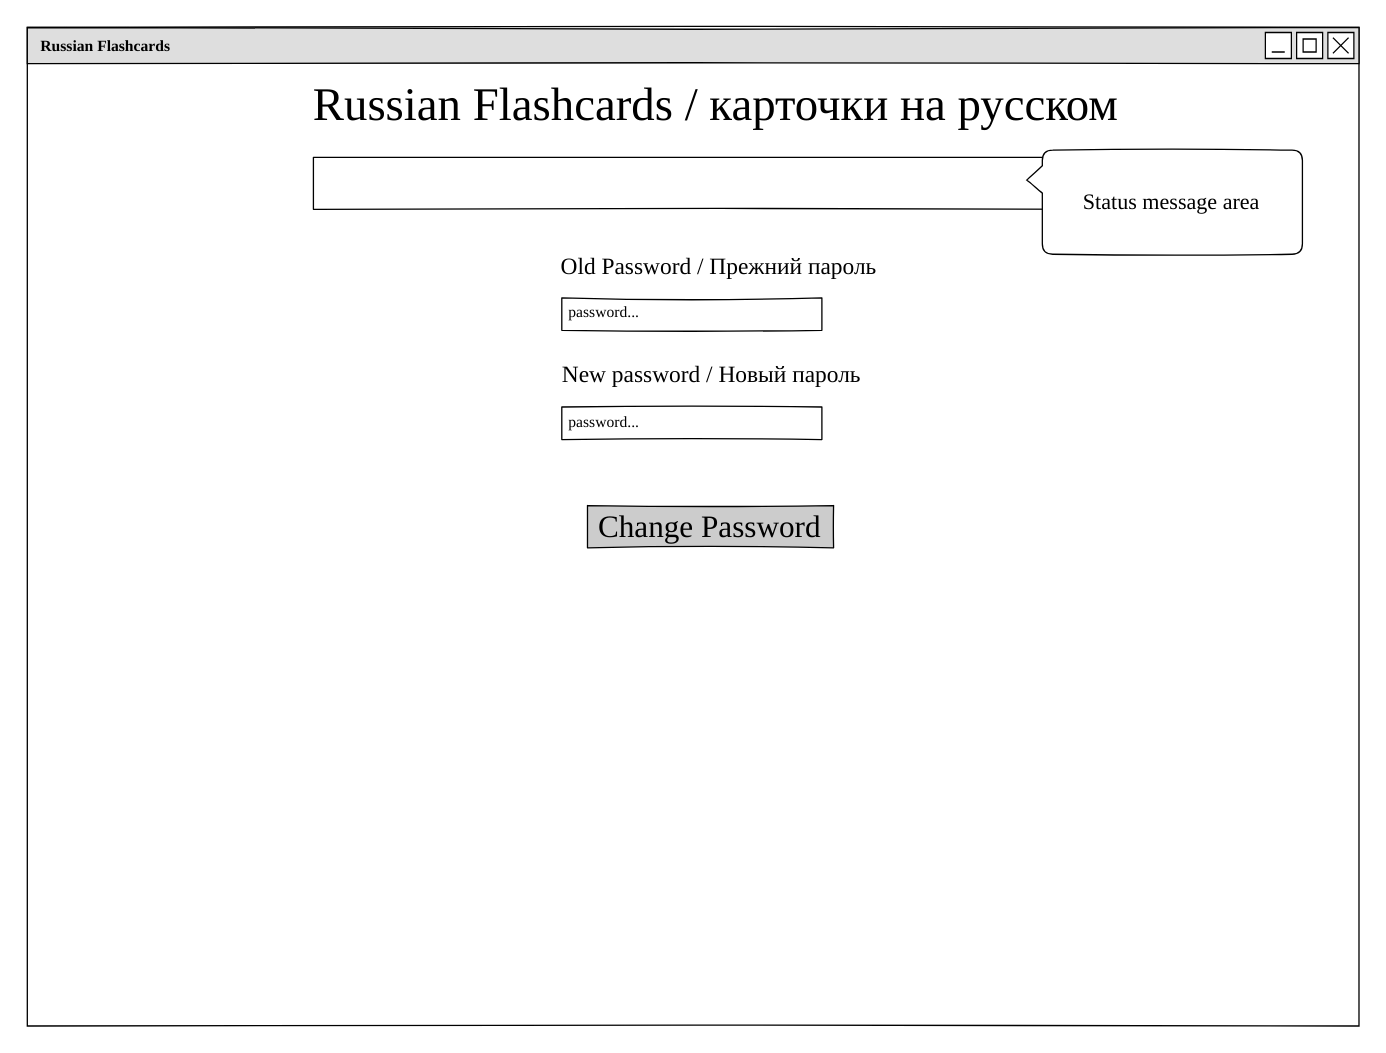 Russian Flashcards
Russian Flashcards / карточки на русском
Status message area
Old Password / Прежний пароль
password...
New password / Новый пароль
password...
Change Password